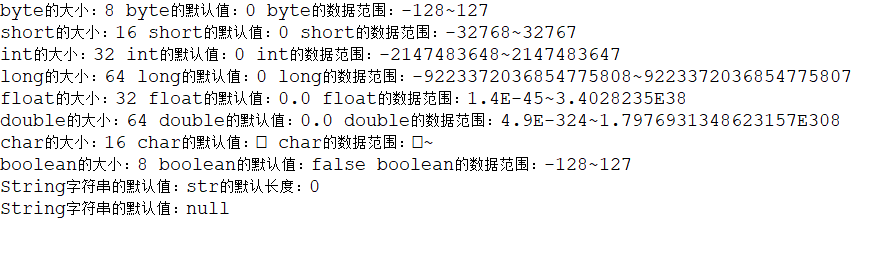 byte的大小：8 byte的默认值：0 byte的数据范围：-128~127
short的大小：16 short的默认值：0 short的数据范围：-32768~32767
int的大小：32 int的默认值：0 int的数据范围：-2147483648~2147483647
long的大小：64 long的默认值：0 long的数据范围：-9223372036854775808~9223372036854775807
float的大小：32 float的默认值：0.0 float的数据范围：1.4E-45~3.4028235E38
double的大小：64 double的默认值：0.0 double的数据范围：4.9E-324~1.7976931348623157E308
char的大小：16 char的默认值：□ char的数据范围：□~
boolean的大小：8 boolean的默认值：false boolean的数据范围：-128~127
String字符串的默认值：str的默认长度：0
String字符串的默认值：null